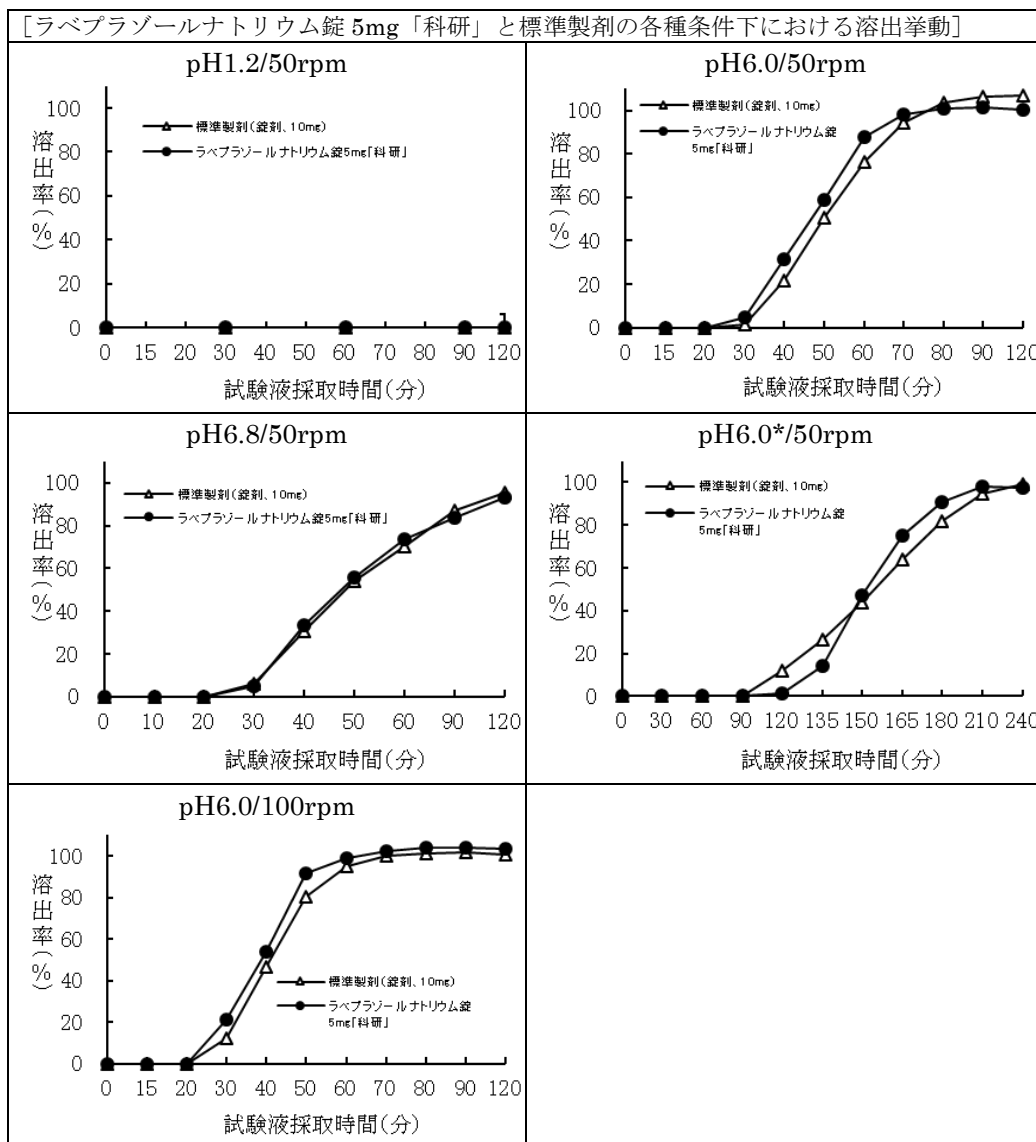 [ラベプラゾールナトリウム錠 5mg「科研」と標準製剤の各種条件下における溶出挙動]
pH1.2/50rpm
溶出率(%)
100
80
60
40
20
0
標準製剤(錠剤、10mg)
ラベプラゾールナトリウム錠5mg「科研」
0 15 20 30 40 50 60 70 80 90 120
試験液採取時間(分)
pH6.0/50rpm
溶出率(%)
100
80
60
40
20
0
標準製剤(錠剤、10mg)
ラベプラゾールナトリウム錠
5mg「科研」
0 15 20 30 40 50 60 70 80 90 120
試験液採取時間(分)
pH6.8/50rpm
溶出率(%)
100
80
60
40
20
0
標準製剤(錠剤、10mg)
ラベプラゾールナトリウム錠5mg「科研」
0 10 20 30 40 50 60 90 120
試験液採取時間(分)
pH6.0*/50rpm
溶出率(%)
100
80
60
40
20
0
標準製剤(錠剤、10mg)
ラベプラゾールナトリウム錠
5mg「科研」
0 30 60 90 120 135 150 165 180 210 240
試験液採取時間(分)
pH6.0/100rpm
溶出率(%)
100
80
60
40
20
0
標準製剤(錠剤、10mg)
ラベプラゾールナトリウム錠
5mg「科研」
0 15 20 30 40 50 60 70 80 90 120
試験液採取時間(分)